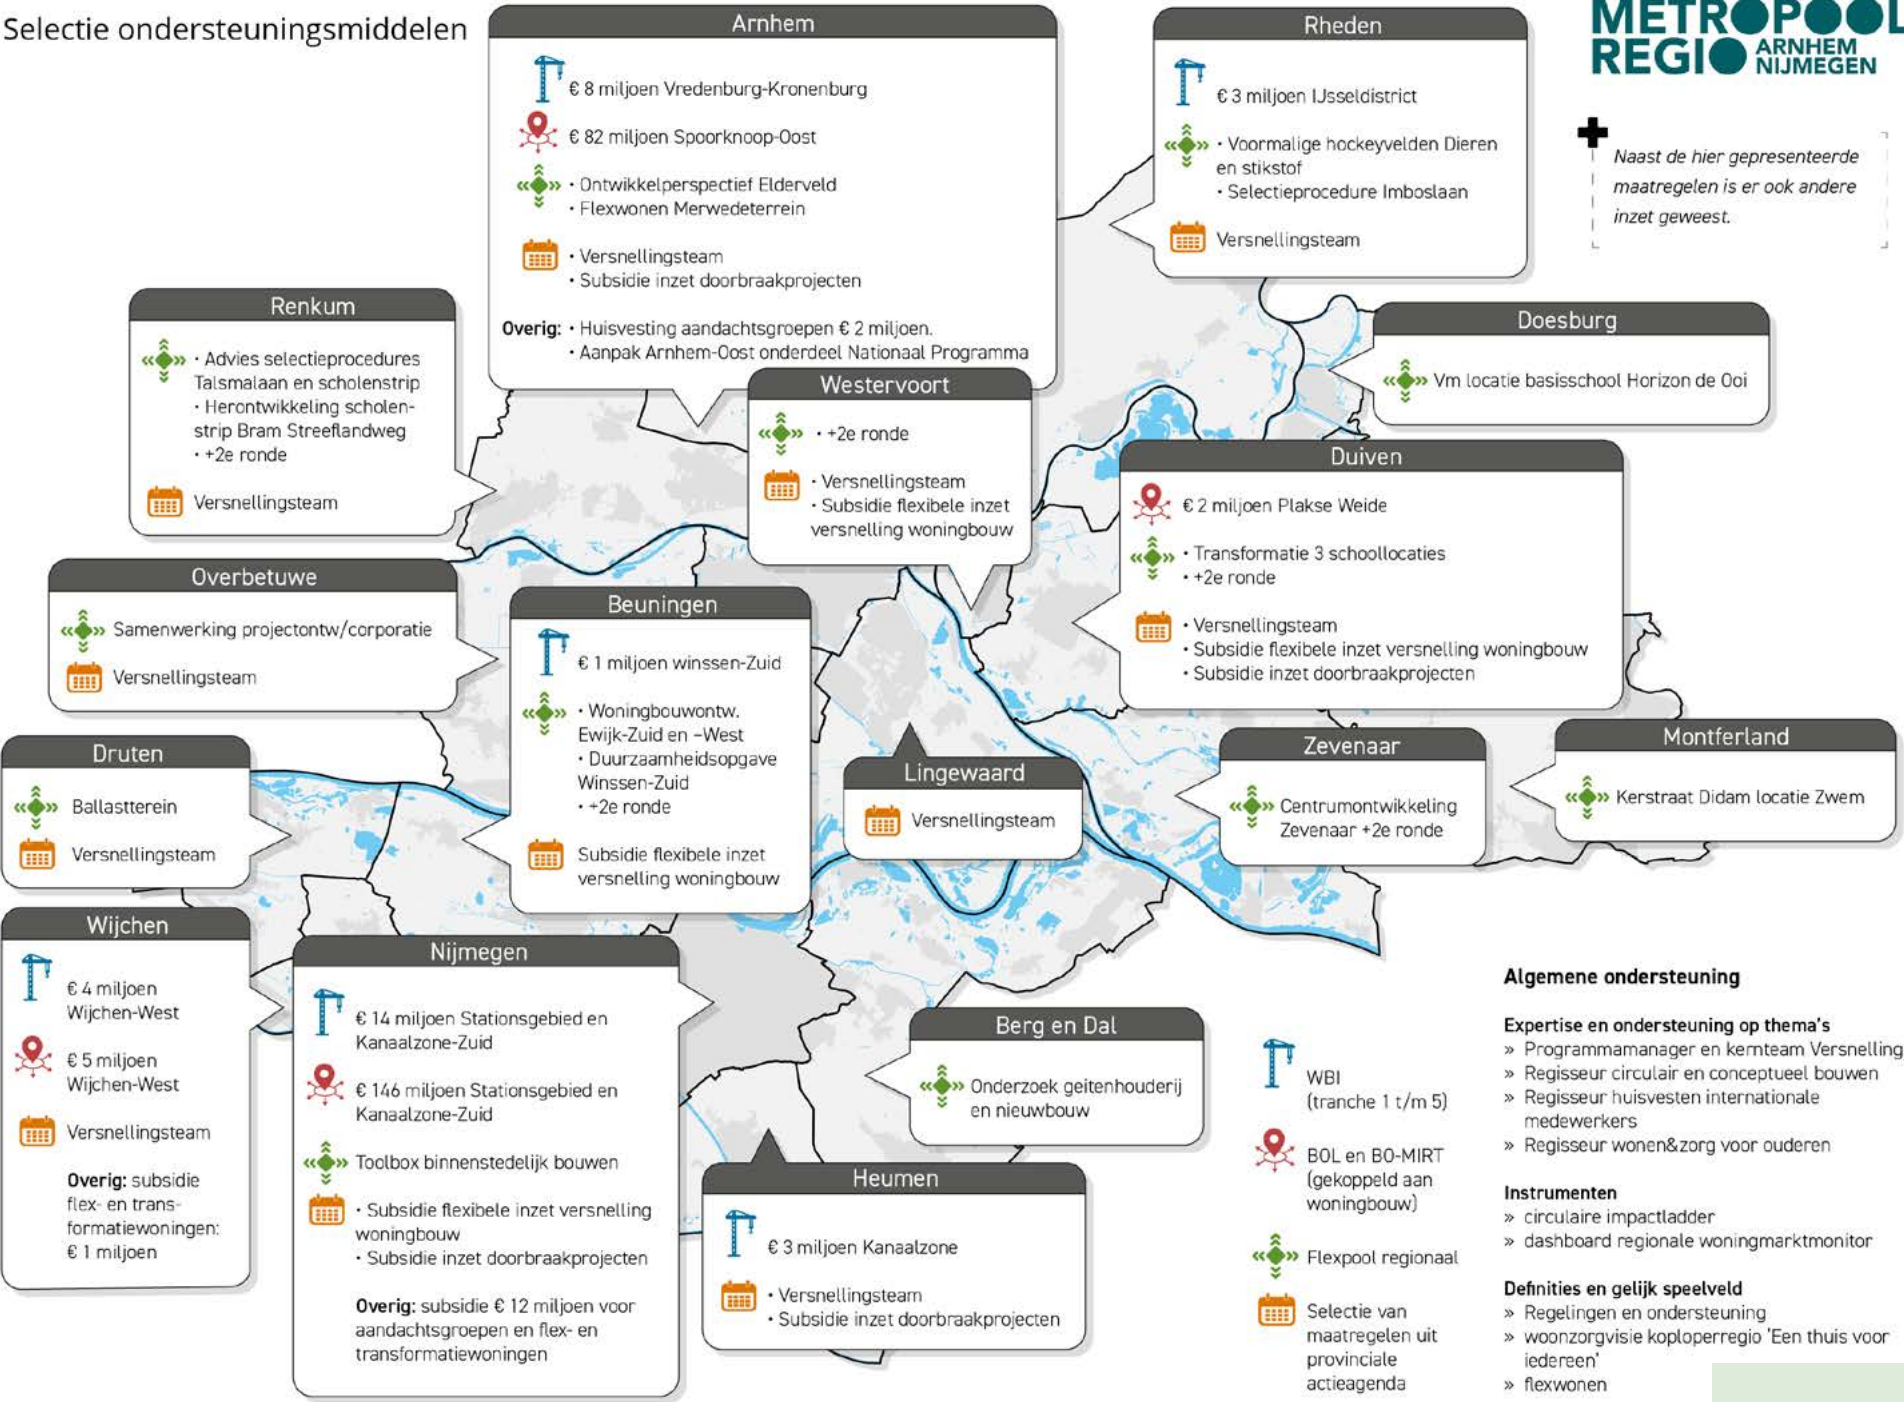 Selectie ondersteuningsmiddelen
METROPOOL
REGIO ARNHEM
NIJMEGEN
Naast de hier gepresenteerde
maatregelen is er ook andere
inzet geweest.
Arnhem
€ 8 miljoen Vredenburg-Kronenburg
€ 82 miljoen Spoorknoop-Oost
• Ontwikkelperspectief Elderveld
• Flexwonen Merwedeterrein
• Versnellingsteam
• Subsidie inzet doorbraakprojecten
Overig: • Huisvesting aandachtsgroepen € 2 miljoen.
• Aanpak Arnhem-Oost onderdeel Nationaal Programma
Rheden
€ 3 miljoen IJsseldistrict
• Voormalige hockeyvelden Dieren
en stikstof
• Selectieprocedure Imboslaan
Versnellingsteam
Renkum
• Advies selectieprocedures
Talsmalaan en scholenstrip
• Herontwikkeling scholen-
strip Bram Streeflandweg
• +2e ronde
Versnellingsteam
Westervoort
• +2e ronde
• Versnellingsteam
• Subsidie flexibele inzet
versnelling woningbouw
Doesburg
Vm locatie basisschool Horizon de Ooi
Duiven
€ 2 miljoen Plakse Weide
• Transformatie 3 schoollocaties
• +2e ronde
• Versnellingsteam
• Subsidie flexibele inzet versnelling woningbouw
• Subsidie inzet doorbraakprojecten
Overbetuwe
Samenwerking projectontw/corporatie
Versnellingsteam
Beuningen
€ 1 miljoen winssen-Zuid
• Woningbouwontw.
Ewijk-Zuid en –West
• Duurzaamheidsopgave
Winssen-Zuid
• +2e ronde
Subsidie flexibele inzet
versnelling woningbouw
Druten
Ballastterein
Versnellingsteam
Lingewaard
Versnellingsteam
Zevenaar
Centrumontwikkeling
Zevenaar +2e ronde
Montferland
Kerstraat Didam locatie Zwem
Wijchen
€ 4 miljoen
Wijchen-West
€ 5 miljoen
Wijchen-West
Versnellingsteam
Overig: subsidie
flex- en trans-
formatiewoningen:
€ 1 miljoen
Nijmegen
€ 14 miljoen Stationsgebied en
Kanaalzone-Zuid
€ 146 miljoen Stationsgebied en
Kanaalzone-Zuid
Toolbox binnenstedelijk bouwen
• Subsidie flexibele inzet versnelling
woningbouw
• Subsidie inzet doorbraakprojecten
Overig: subsidie € 12 miljoen voor
aandachtsgroepen en flex- en
transformatiewoningen
Berg en Dal
Onderzoek geitenhouderij
en nieuwbouw
Heumen
€ 3 miljoen Kanaalzone
• Versnellingsteam
• Subsidie inzet doorbraakprojecten
WBI
(tranche 1 t/m 5)
BOL en BO-MIRT
(gekoppeld aan
woningbouw)
Flexpool regionaal
Selectie van
maatregelen uit
provinciale
actieagenda
Algemene ondersteuning
Expertise en ondersteuning op thema's
» Programmamanager en kernteam Versnelling
» Regisseur circulair en conceptueel bouwen
» Regisseur huisvesten internationale
medewerkers
» Regisseur wonen&zorg voor ouderen
Instrumenten
» circulaire impactladder
» dashboard regionale woningmarktmonitor
Definities en gelijk speelveld
» Regelingen en ondersteuning
» woonzorgvisie koploperregio 'Een thuis voor
iedereen'
» flexwonen